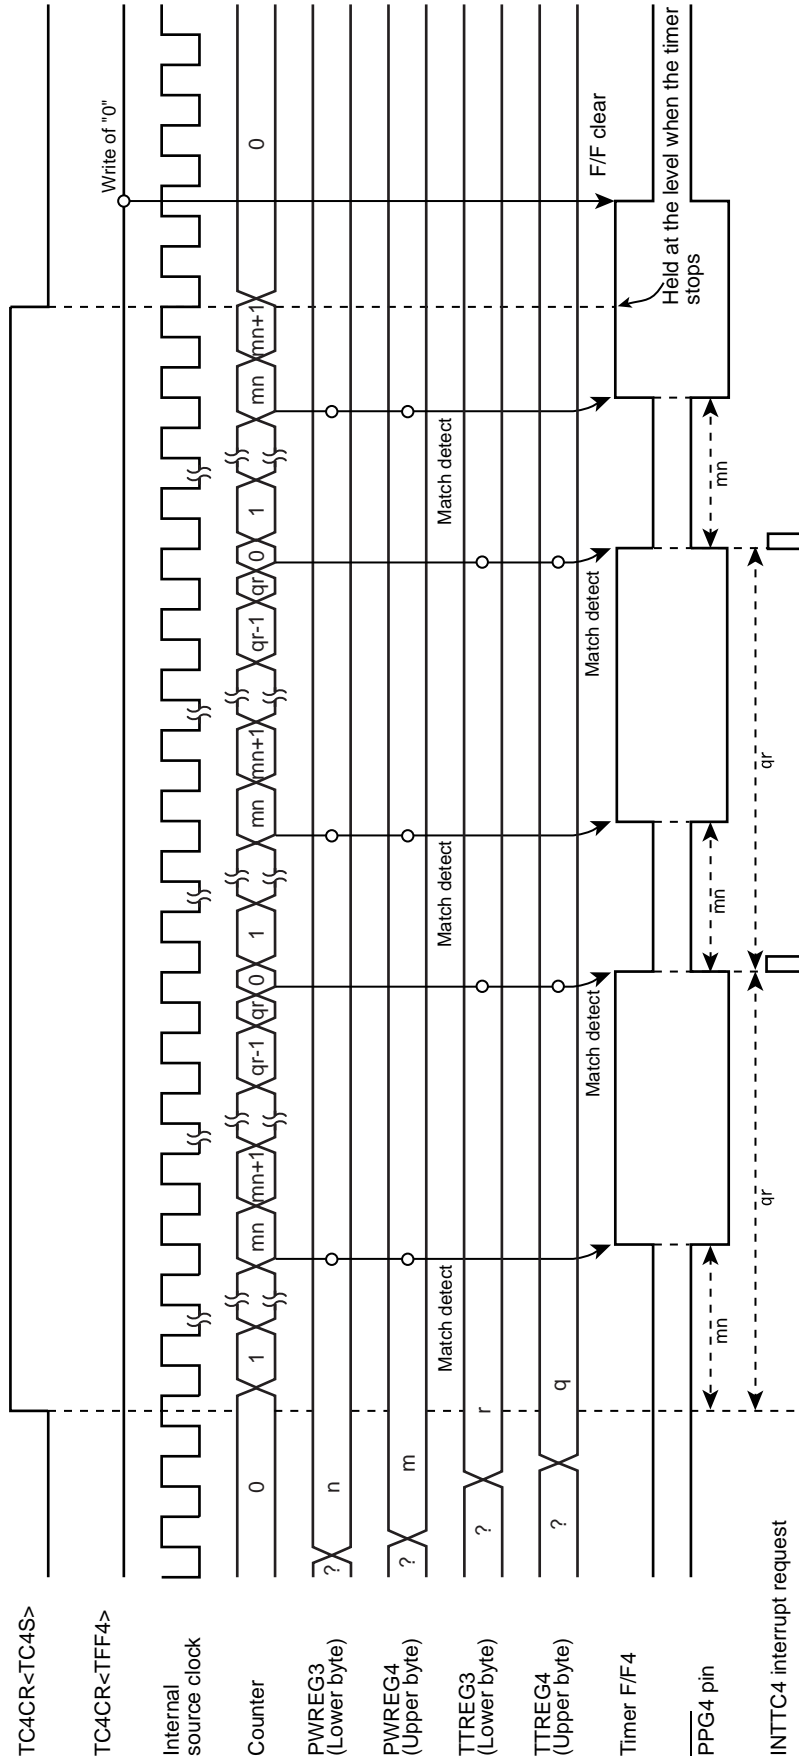 TC4CR<TC4S>
TC4CR<TFF4>
Write of "0"
Internal
source clock
Counter
0
1
mn
mn+1
qr-1
qr
0
1
mn
mn+1
qr-1
qr
0
1
mn
mn+1
0
PWREG3
(Lower byte)
?
n
PWREG4
(Upper byte)
?
m
Match detect
Match detect
Match detect
TTREG3
(Lower byte)
?
r
TTREG4
(Upper byte)
?
q
Match detect
Match detect
F/F clear
Timer F/F4
Held at the level when the timer
stops
PPG4 pin
mn
mn
mn
qr
qr
INTTC4 interrupt request